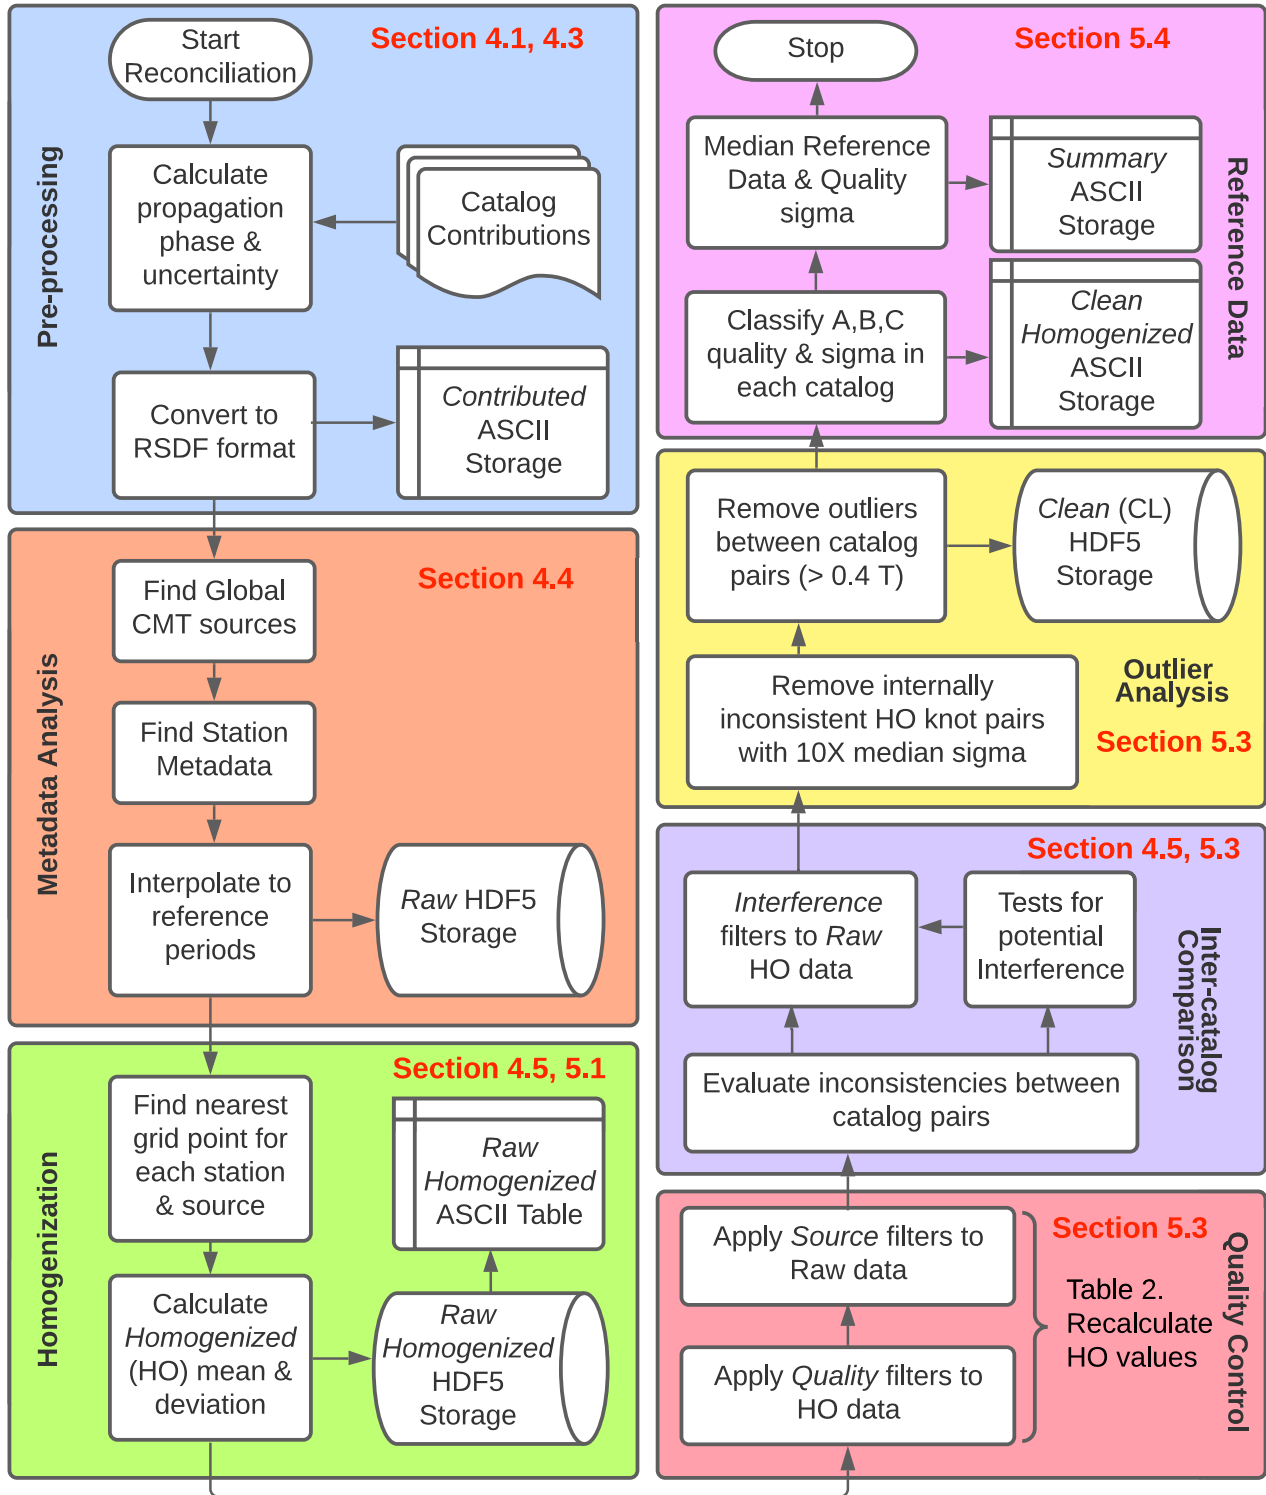 Section 4.1, 4.3
Start
Reconciliation
Pre-processing
Calculate
propagation
phase &
uncertainty
Catalog
Contributions
Convert to
RSDF format
Contributed
ASCII
Storage
Section 4.4
Metadata Analysis
Find Global
CMT sources
Find Station
Metadata
Interpolate to
reference
periods
Raw HDF5
Storage
Section 4.5, 5.1
Homogenization
Find nearest
grid point for
each station
& source
Raw
Homogenized
ASCII Table
Calculate
Homogenized
(HO) mean &
deviation
Raw
Homogenized
HDF5
Storage
Section 5.3
Quality Control
Apply Source filters to
Raw data
Apply Quality filters to
HO data
Table 2.
Recalculate
HO values
Section 4.5, 5.3
Inter-catalog
Comparison
Interference
filters to Raw
HO data
Tests for
potential
Interference
Evaluate inconsistencies between
catalog pairs
Remove outliers
between catalog
pairs (> 0.4 T)
Clean (CL)
HDF5
Storage
Remove internally
inconsistent HO knot pairs
with 10X median sigma
Outlier
Analysis
Section 5.3
Section 5.4
Reference Data
Stop
Median Reference
Data & Quality
sigma
Summary
ASCII
Storage
Classify A,B,C
quality & sigma in
each catalog
Clean
Homogenized
ASCII
Storage